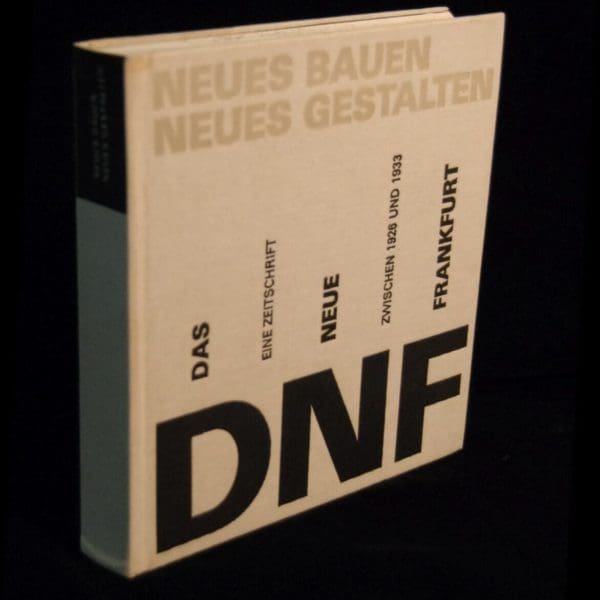 NEUES BAUEN
NEUES GESTALTEN
DAS
EINE ZEITSCHRIFT
NEUE
ZWISCHEN 1926 UND 1933
FRANKFURT
DNF